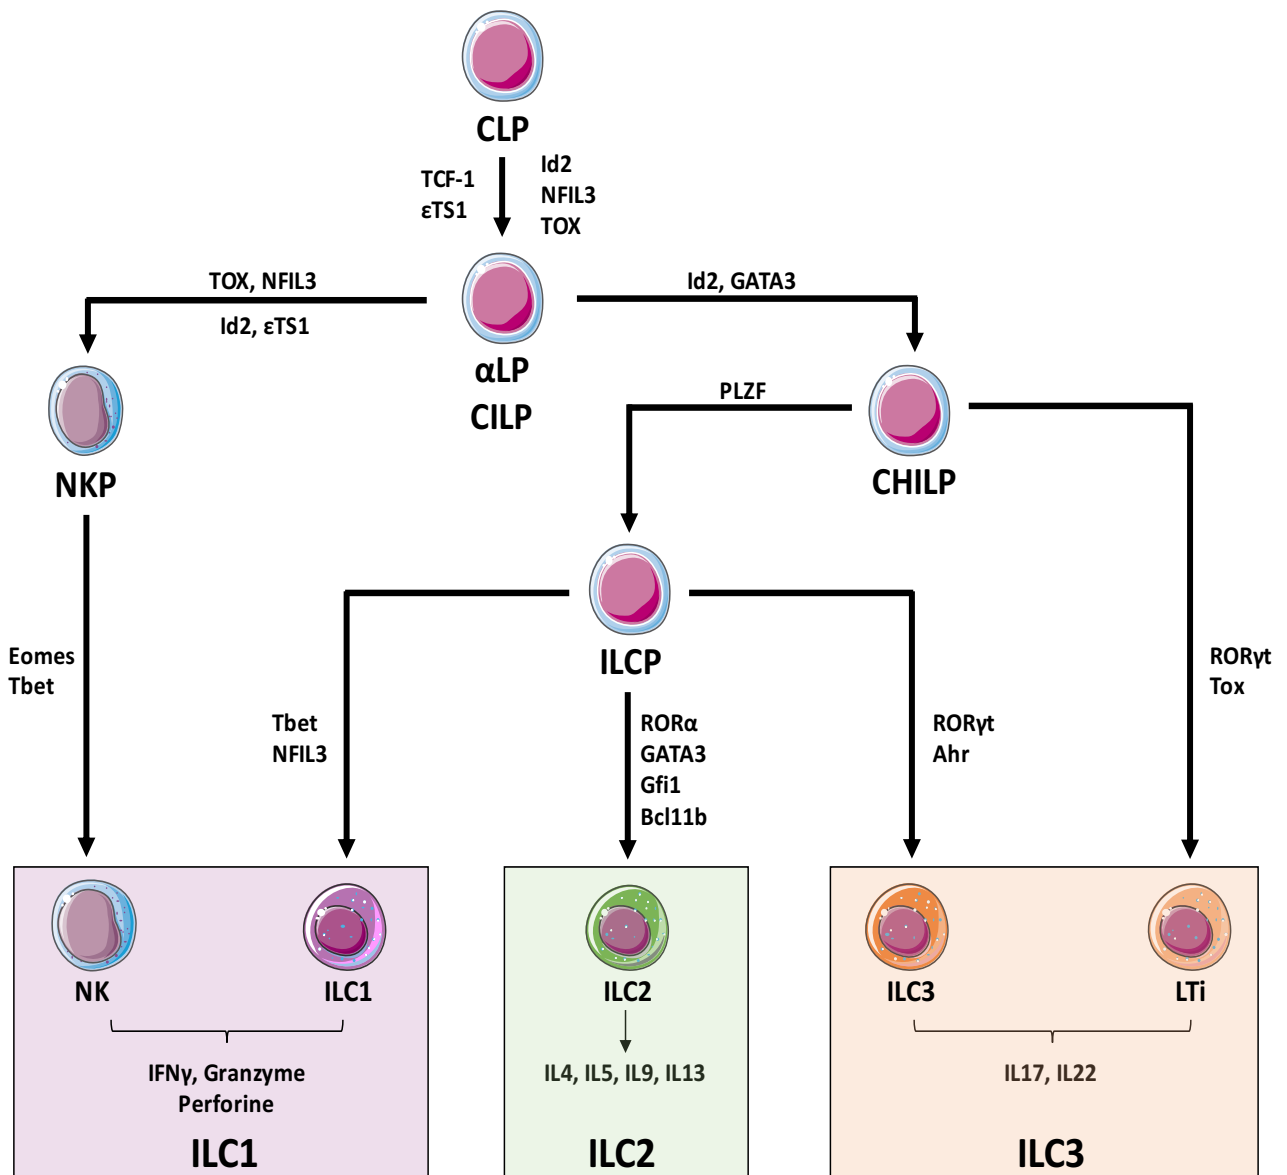 CLP
TCF-1
εTS1
Id2
NFIL3
TOX
TOX, NFIL3
Id2, εTS1
Id2, GATA3
αLP
CILP
PLZF
NKP
CHILP
ILCP
Eomes
Tbet
Tbet
NFIL3
RORα
GATA3
Gfi1
Bcl11b
RORγt
Ahr
RORγt
Tox
NK
ILC1
ILC2
ILC3
LTi
IFNγ, Granzyme
Perforine
IL4, IL5, IL9, IL13
IL17, IL22
ILC1
ILC2
ILC3